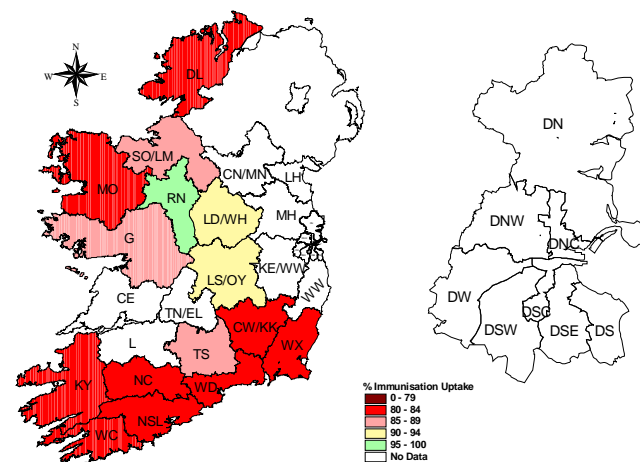 N
W E
S
DL
SO/LM
CN/MN
LH
MO
RN
LD/WH
MH
G
LS/OY
KE/WW
WW
CE
TN/EL
CW/KK
L
TS
WX
KY
NC
WD
NSL
WC
DN
DNW
DNC
DW
DSC
DSW
DSE
DS
% Immunisation Uptake
0 - 79
80 - 84
85 - 89
90 - 94
95 - 100
No Data